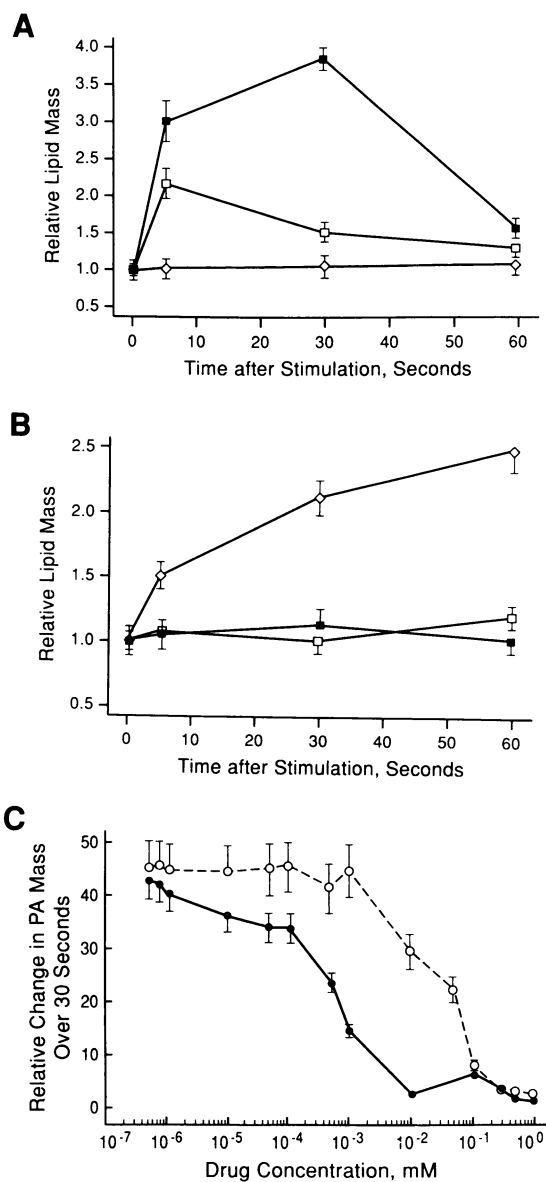 A
4.0
3.5
3.0
2.5
2.0
1.5
1.0
0.5
Relative Lipid Mass
0 10 20 30 40 50 60
Time after Stimulation, Seconds
B
2.5
2.0
1.5
1.0
0.5
Relative Lipid Mass
0 10 20 30 40 50 60
Time after Stimulation, Seconds
C
50
40
30
20
10
0
Relative Change in PA Mass
Over 30 Seconds
10⁻⁷ 10⁻⁶ 10⁻⁵ 10⁻⁴ 10⁻³ 10⁻² 10⁻¹ 10⁰
Drug Concentration, mM